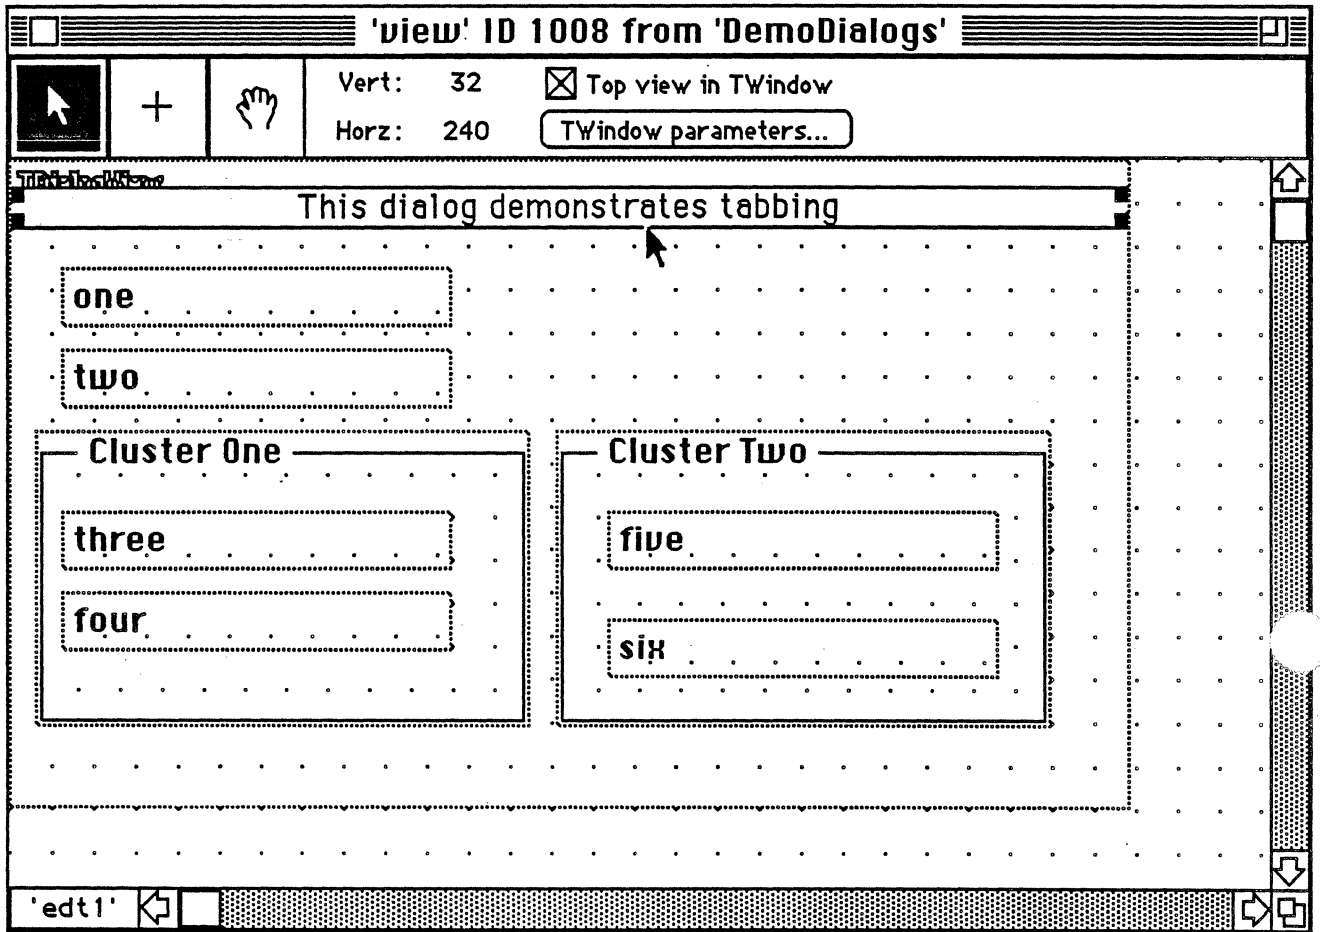 'view' ID 1008 from 'DemoDialogs'
Vert: 32
Top view in TWindow
Horz: 240
TWindow parameters...
This dialog demonstrates tabbing
one
two
Cluster One
Cluster Two
three
five
four
six
'edt1'